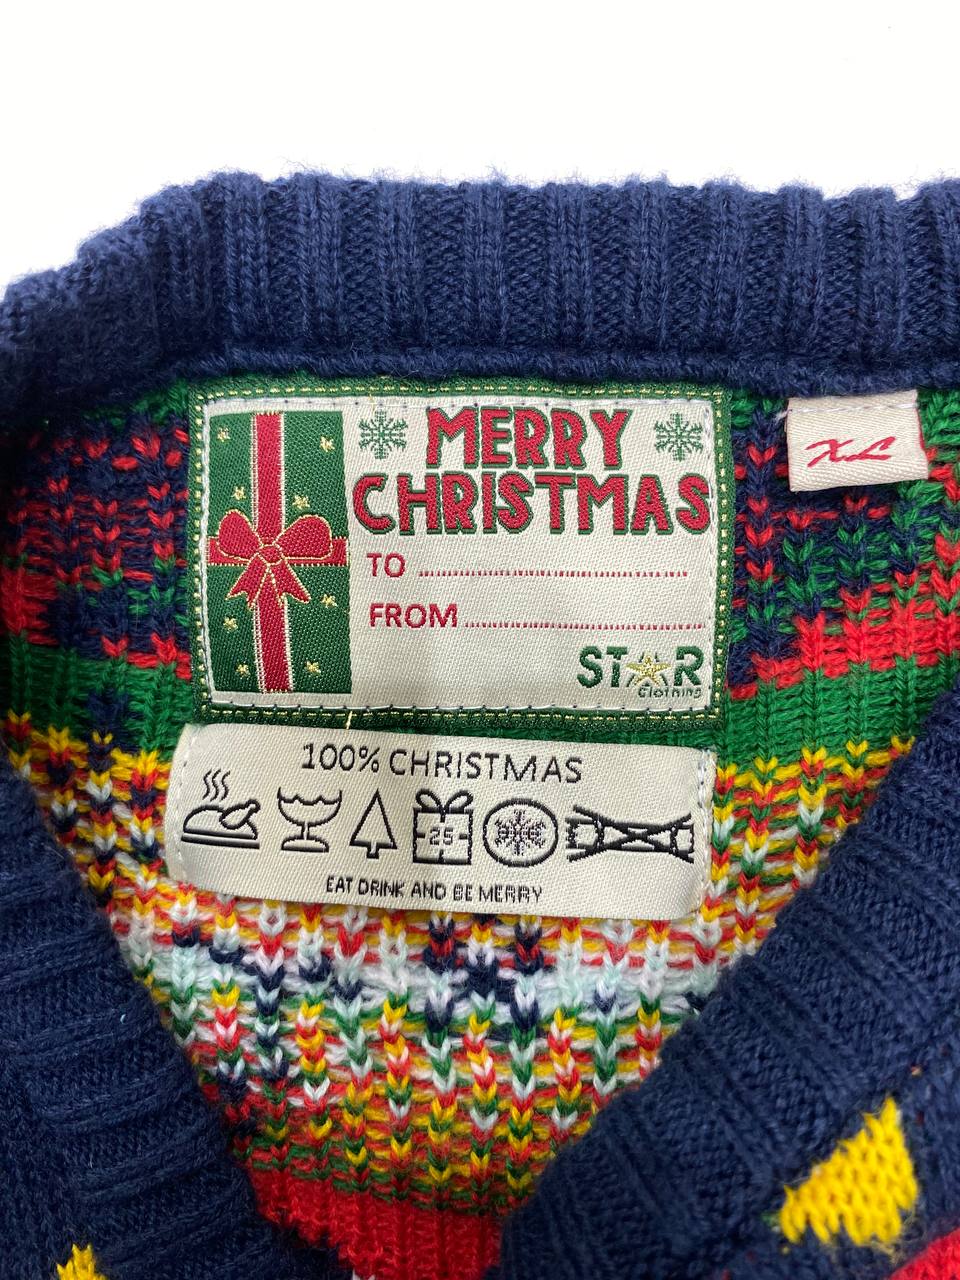 MERRY
CHRISTMAS
TO
FROM
STAR
Clothing
XL
100% CHRISTMAS
25
EAT DRINK AND BE MERRY